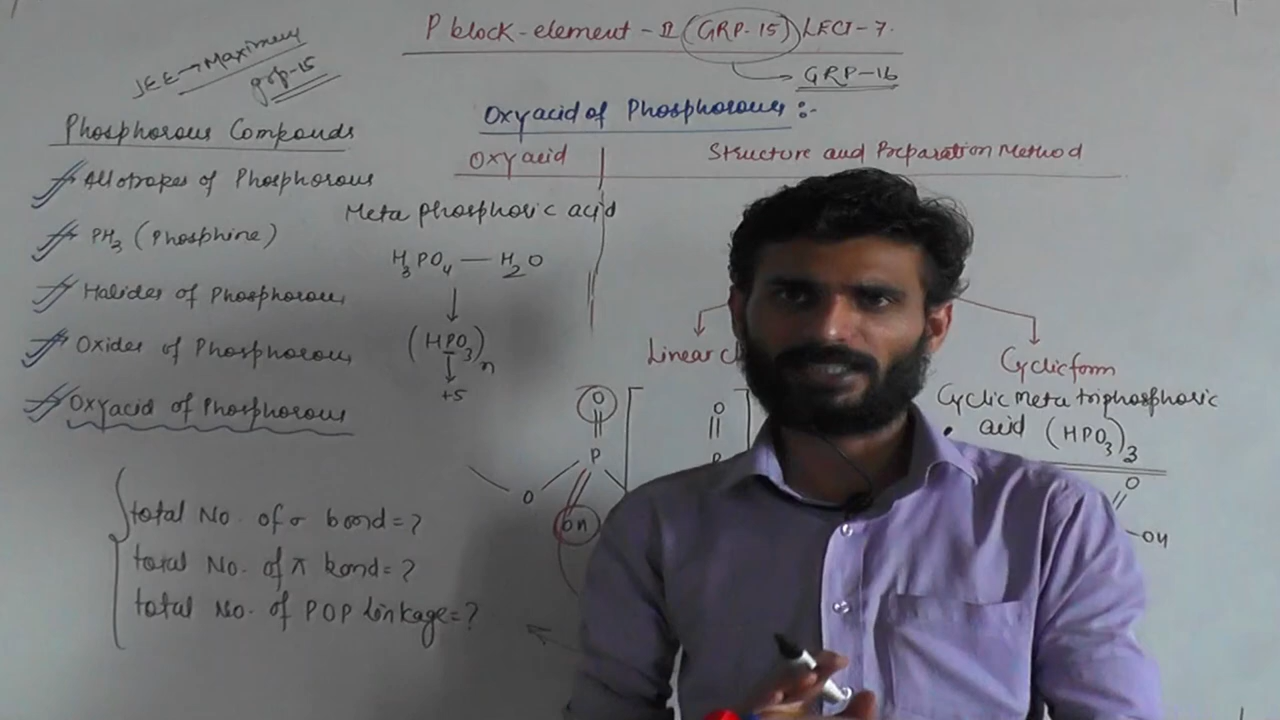 P block-element - II (GRP-15) LECT-7.
GRP-16
JEE → Maximum
grp-15
Oxyacid of Phosphorous :-
Oxyacid
Structure and Preparation Method
Phosphorous Compounds
Allotropes of Phosphorous
PH3 (Phosphine)
Halides of Phosphorous
Oxides of Phosphorous
Oxyacid of Phosphorous
Meta phosphoric acid
H3PO4 — H2O
(HPO3)n
+5
Linear
Cyclic form
Cyclic meta triphosphoric
acid (HPO3)3
O
O
O
P
O
-OH
total No. of σ bond = ?
total No. of π bond = ?
total No. of POP linkage = ?